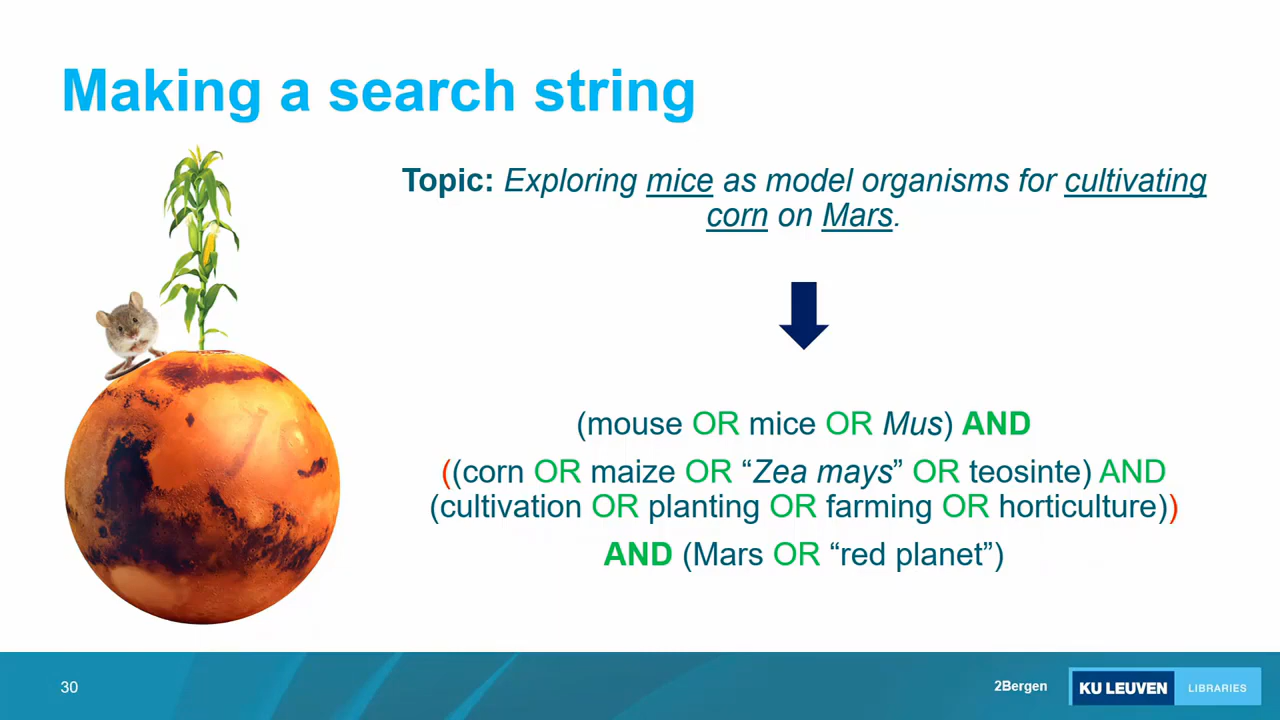 Making a search string
Topic: Exploring mice as model organisms for cultivating
corn on Mars.
(mouse OR mice OR Mus) AND
((corn OR maize OR “Zea mays” OR teosinte) AND
(cultivation OR planting OR farming OR horticulture))
AND (Mars OR “red planet”)
30
2Bergen
KU LEUVEN LIBRARIES